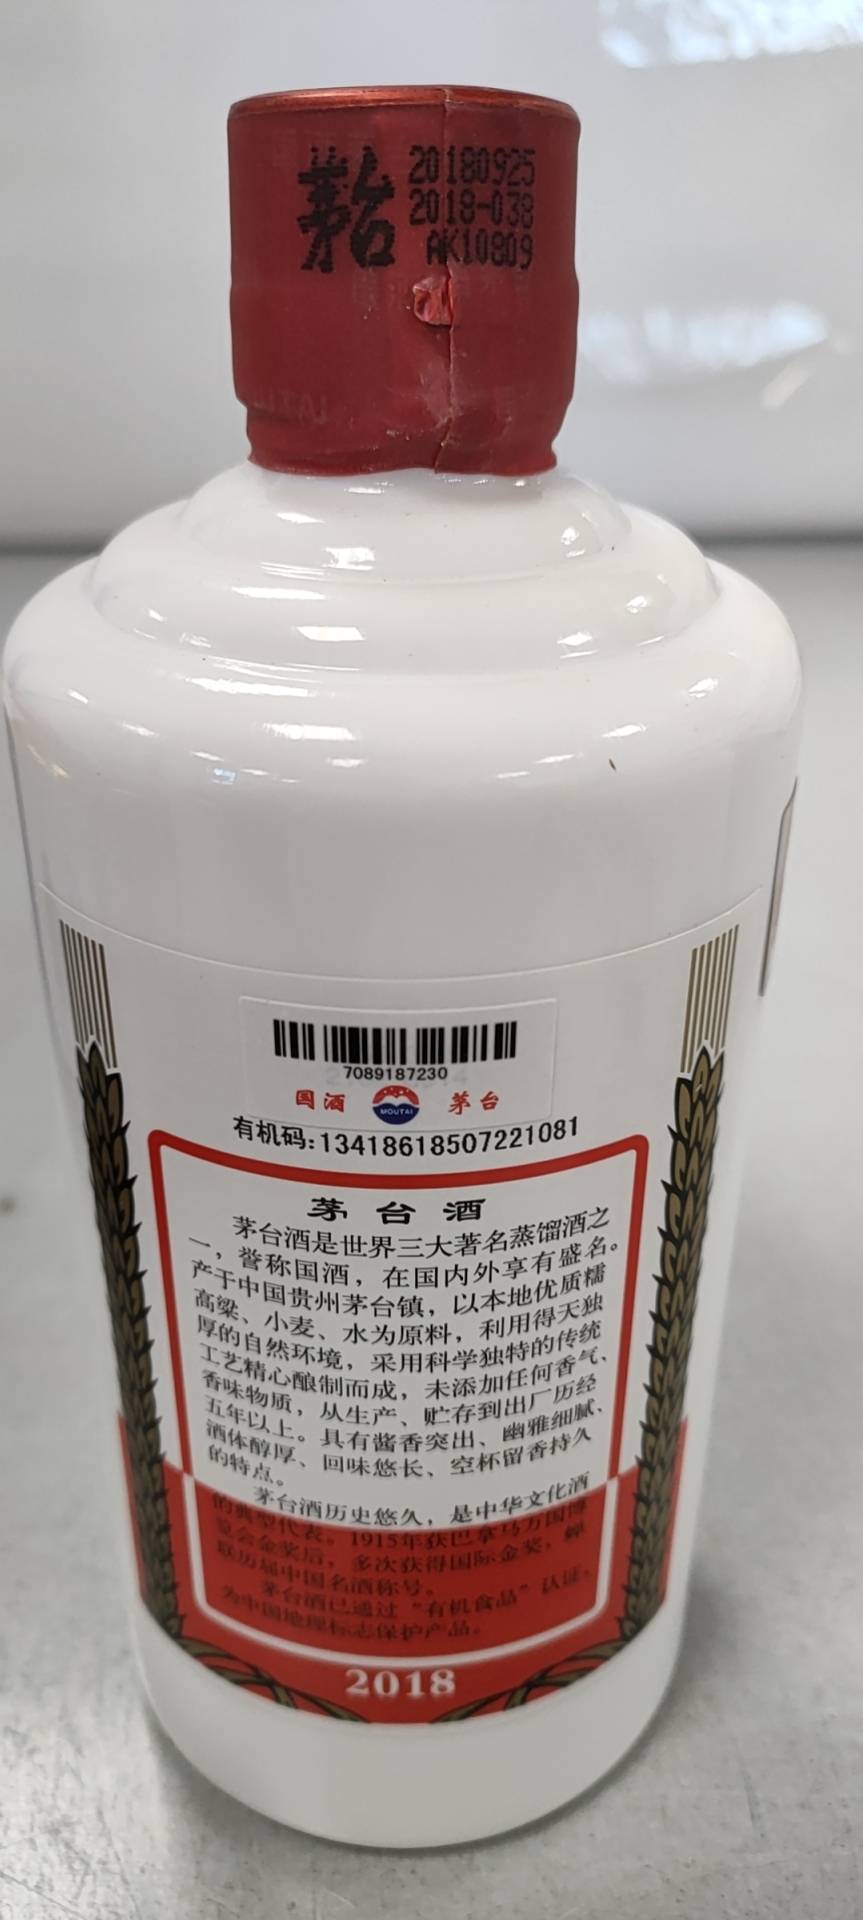 茅台
20180925
2018-038
AK10809
7089187230
国酒 MOUTAI 茅台
有机码:13418618507221081
茅台酒
茅台酒是世界三大著名蒸馏酒之
一，誉称国酒，在国内外享有盛名。
产于中国贵州茅台镇，以本地优质糯
高粱、小麦、水为原料，利用得天独
厚的自然环境，采用科学独特的传统
工艺精心酿制而成，未添加任何香气、
香味物质，从生产、贮存到出厂历经
五年以上。具有酱香突出、幽雅细腻、
酒体醇厚、回味悠长、空杯留香持久
的特点。
茅台酒历史悠久，是中华文化酒
的典型代表。1915年获巴拿马万国博
览会金奖后，多次获得国际金奖，蝉
联历届中国名酒称号。
茅台酒已通过“有机食品”认证，
为中国地理标志保护产品。
2018